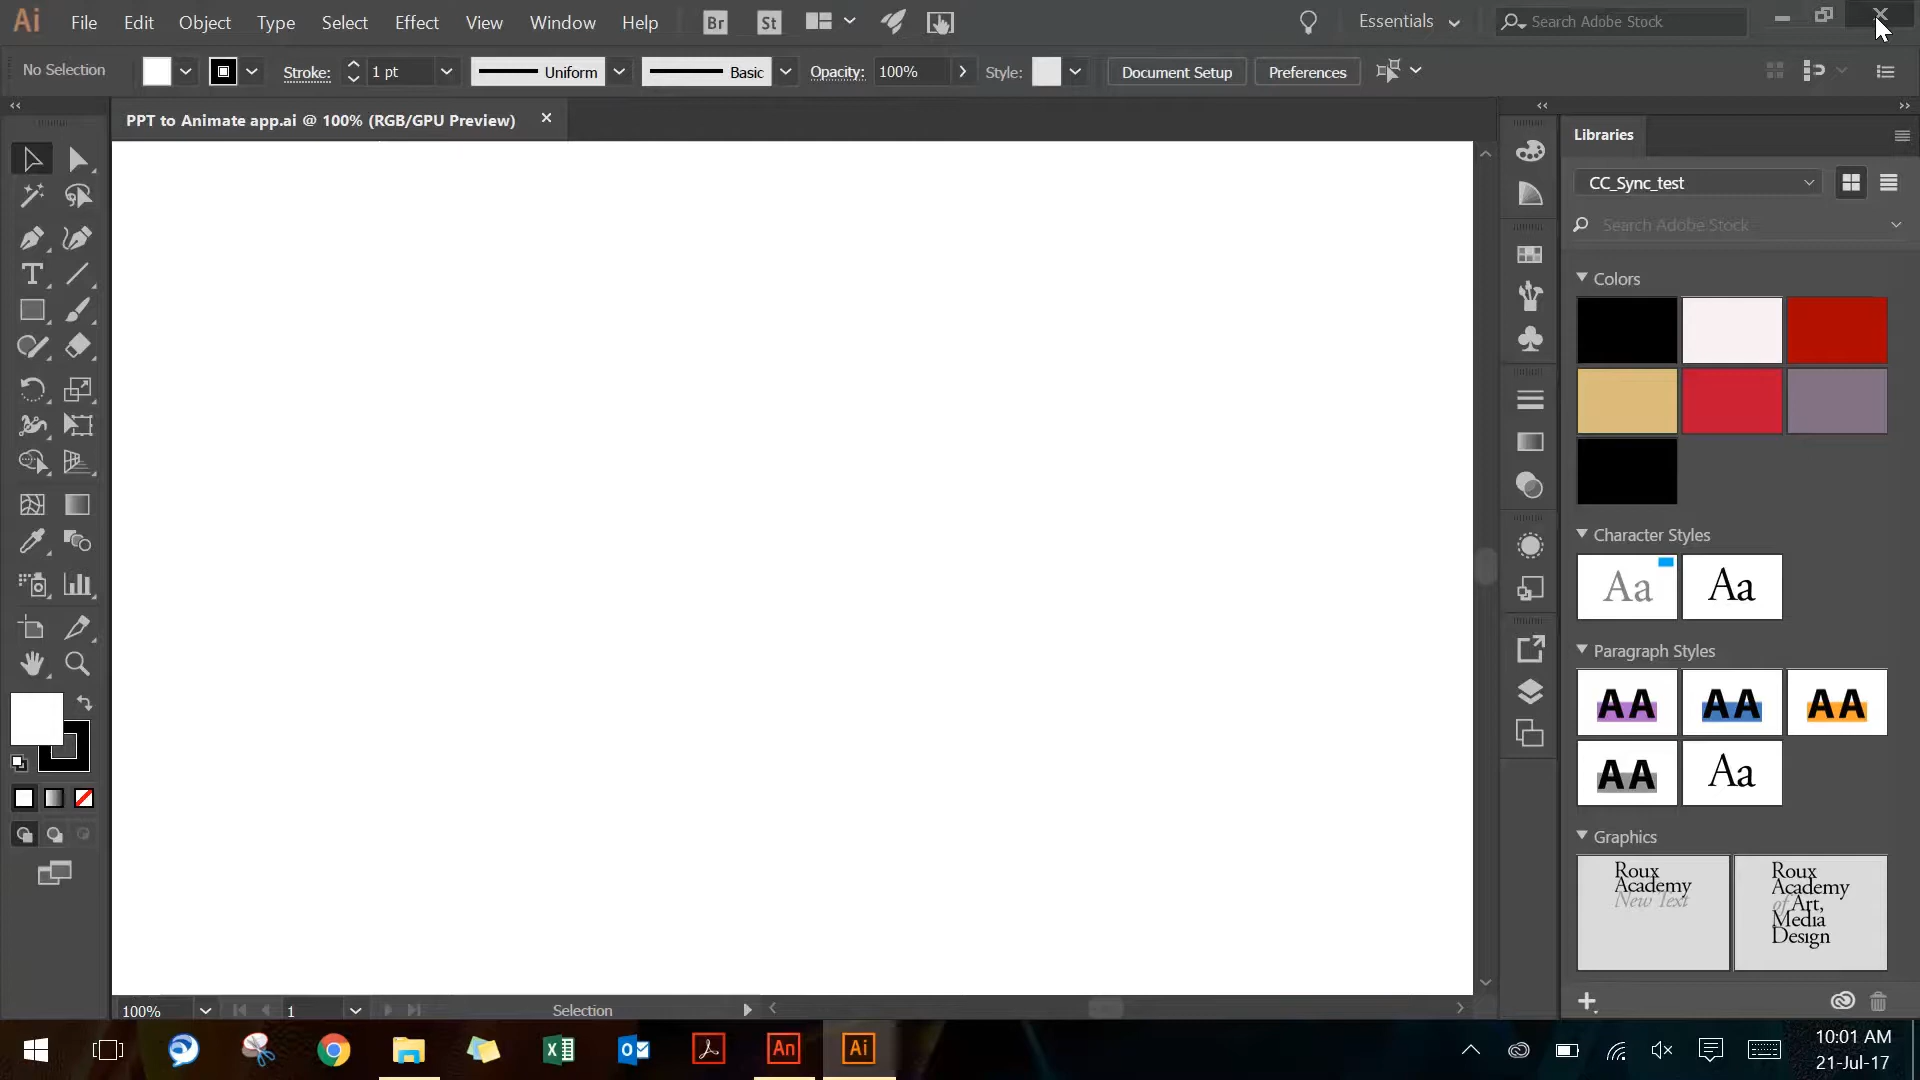 Ai File Edit Object Type Select Effect View Window Help Br St Essentials Search Adobe Stock
No Selection Stroke: 1 pt Uniform Basic Opacity: 100% Style: Document Setup Preferences
PPT to Animate app.ai @ 100% (RGB/GPU Preview)
Libraries
CC_Sync_test
Search Adobe Stock
Colors
Character Styles
Aa Aa
Paragraph Styles
AA AA AA
AA Aa
Graphics
Roux
Academy
New Text
Roux
Academy
of Art,
Media
Design
100% 1 Selection
An Ai
10:01 AM
21-Jul-17